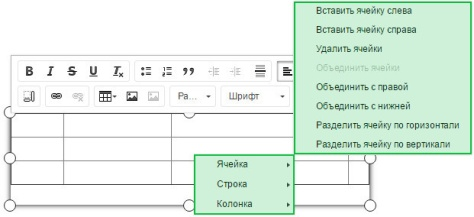 Вставить ячейку слева
Вставить ячейку справа
Удалить ячейки
Объединить ячейки
Объединить с правой
Объединить с нижней
Разделить ячейку по горизонтали
Разделить ячейку по вертикали
B I S U Tx
Ра... Шрифт
Ячейка
Строка
Колонка